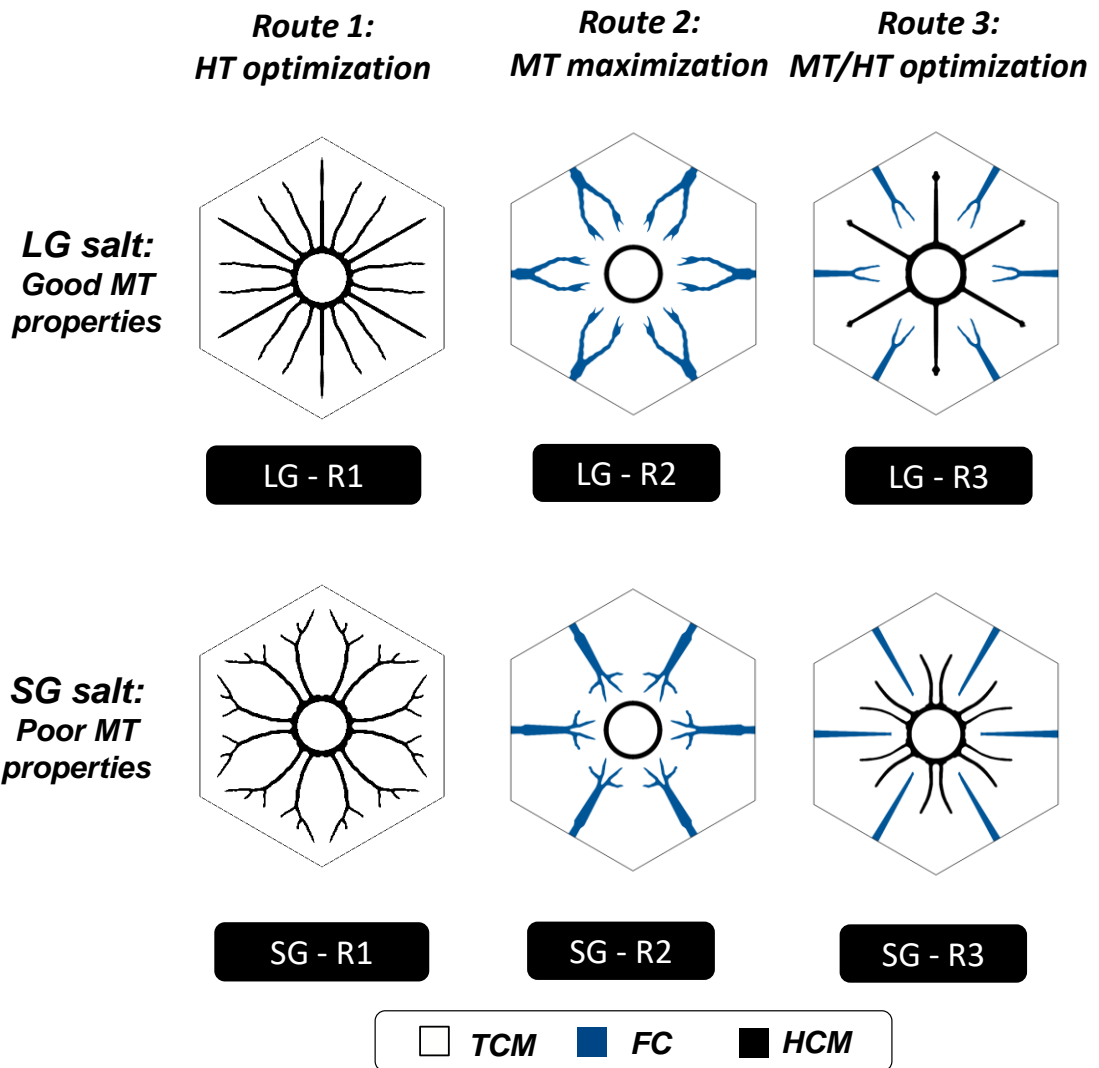 Route 1:
HT optimization
Route 2:
MT maximization
Route 3:
MT/HT optimization
LG salt:
Good MT
properties
LG - R1
LG - R2
LG - R3
SG salt:
Poor MT
properties
SG - R1
SG - R2
SG - R3
TCM
FC
HCM